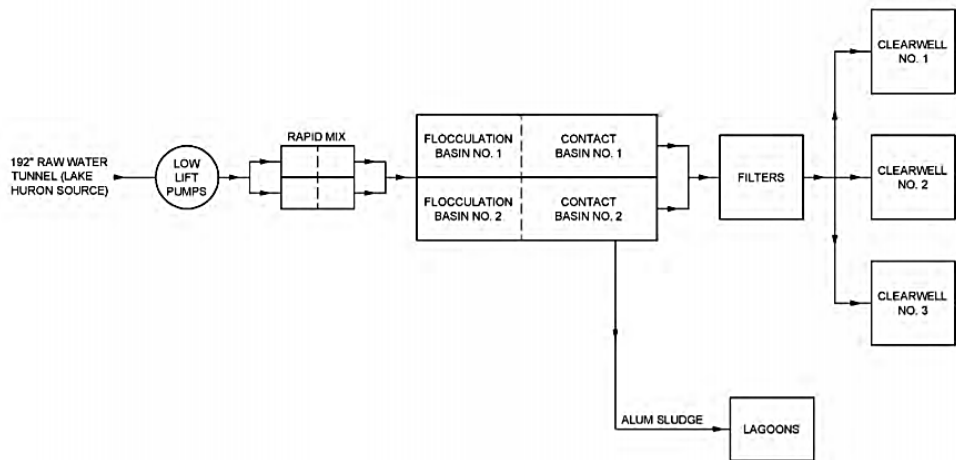 192" RAW WATER
TUNNEL (LAKE
HURON SOURCE)
LOW
LIFT
PUMPS
RAPID MIX
FLOCCULATION
BASIN NO. 1
CONTACT
BASIN NO. 1
FLOCCULATION
BASIN NO. 2
CONTACT
BASIN NO. 2
FILTERS
CLEARWELL
NO. 1
CLEARWELL
NO. 2
CLEARWELL
NO. 3
ALUM SLUDGE
LAGOONS